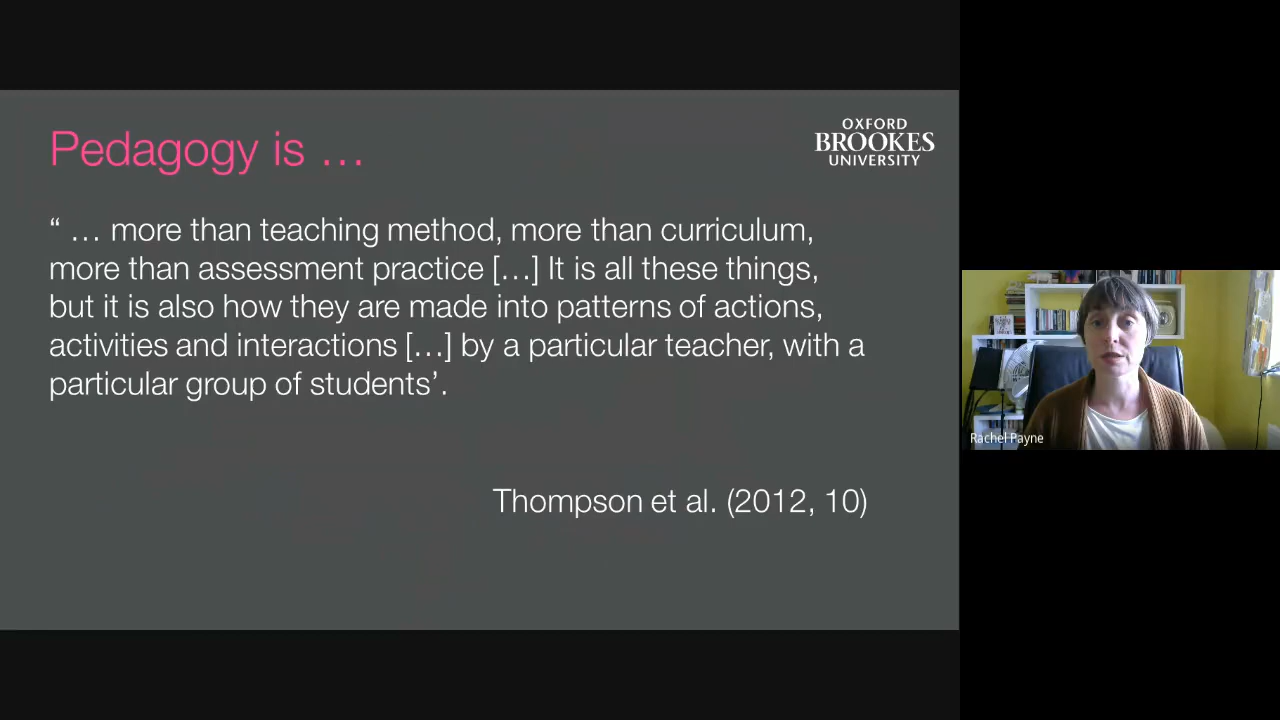 Pedagogy is …
OXFORD
BROOKES
UNIVERSITY
“ … more than teaching method, more than curriculum,
more than assessment practice […] It is all these things,
but it is also how they are made into patterns of actions,
activities and interactions […] by a particular teacher, with a
particular group of students’.
Thompson et al. (2012, 10)
Rachel Payne